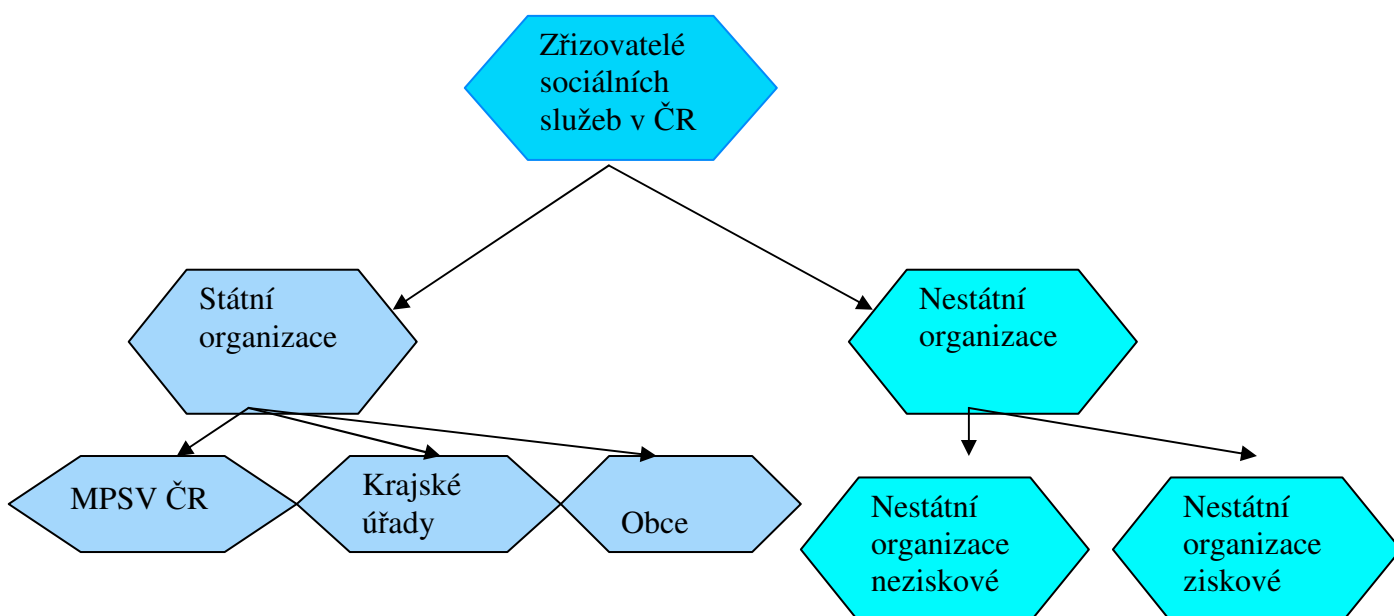 Zřizovatelé
sociálních
služeb v ČR
Státní
organizace
Nestátní
organizace
MPSV ČR
Krajské
úřady
Obce
Nestátní
organizace
neziskové
Nestátní
organizace
ziskové